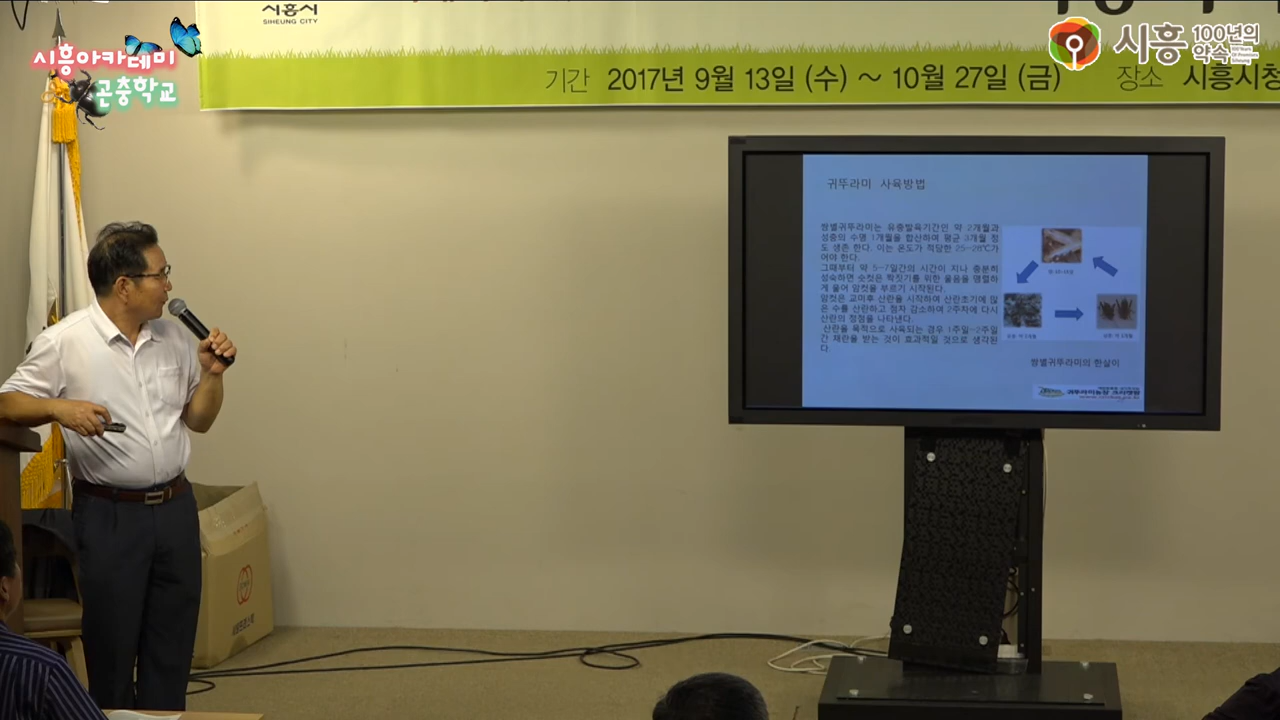 시흥시
SIHEUNG CITY
시흥아카데미
곤충학교
시흥 100년의
약속
기간 2017년 9월 13일 (수) ~ 10월 27일 (금) 장소 시흥시청
귀뚜라미 사육방법
쌍별귀뚜라미는 유충발육기간인 약 2개월과
성충의 수명 1개월을 합산하여 평균 3개월 정
도 생존 한다. 이는 온도가 적당한 25~28℃가
어야 한다.
그때부터 약 5~7일간의 시간이 지나 충분히
성숙하면 숫컷은 짝짓기를 위한 울음을 맹렬하
게 울어 암컷을 부르기 시작된다.
암컷은 교미후 산란을 시작하여 산란초기에 많
은 수를 산란하고 점차 감소하여 2주차에 다시
산란의 정점을 나타낸다.
산란을 목적으로 사육되는 경우 1주일~2주일
간 채란을 받는 것이 효과적일 것으로 생각된
다.
쌍별귀뚜라미의 한살이